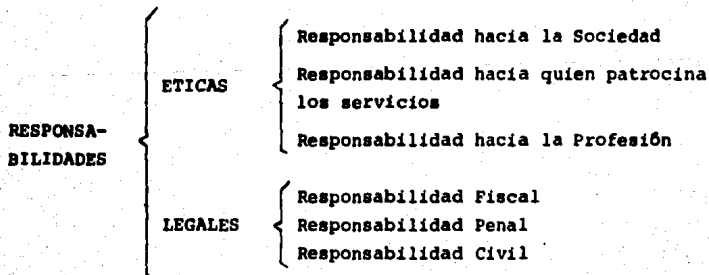 RESPONSA-
BILIDADES
ETICAS
Responsabilidad hacia la Sociedad
Responsabilidad hacia quien patrocina
los servicios
Responsabilidad hacia la Profesión
LEGALES
Responsabilidad Fiscal
Responsabilidad Penal
Responsabilidad Civil